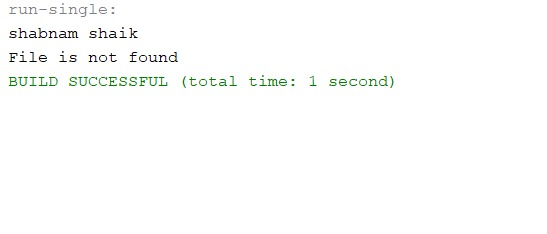 run-single:
shabnam shaik
File is not found
BUILD SUCCESSFUL (total time: 1 second)